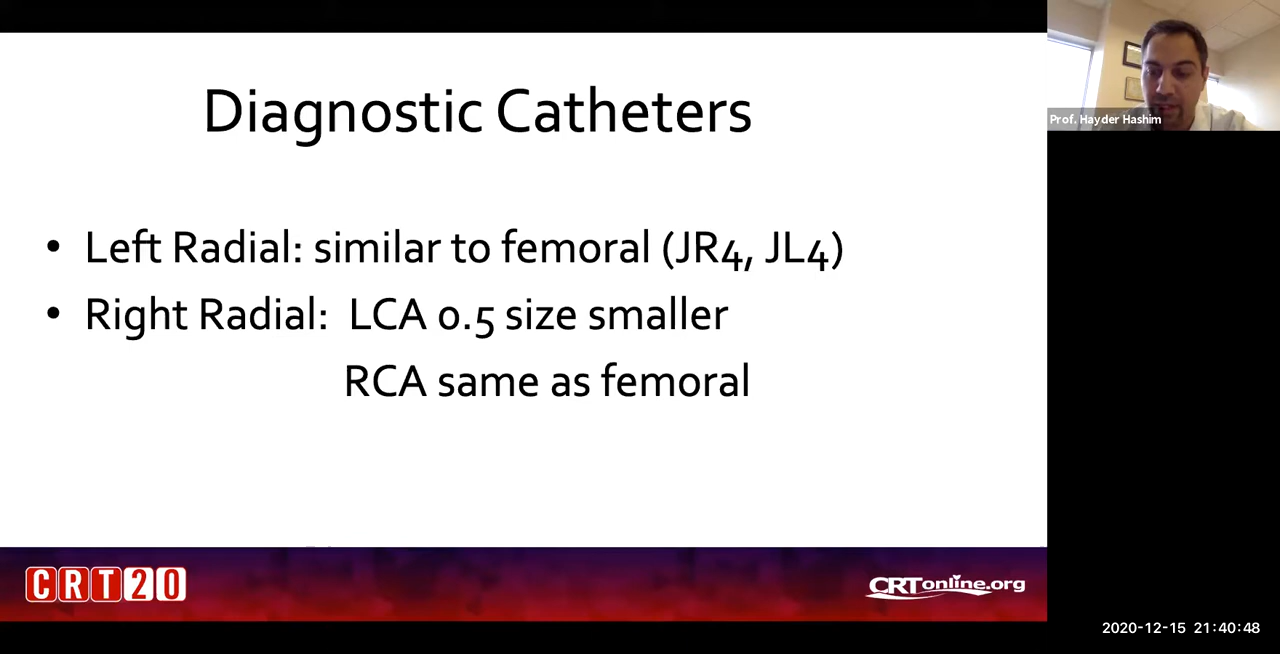 Diagnostic Catheters
• Left Radial: similar to femoral (JR4, JL4)
• Right Radial: LCA 0.5 size smaller
RCA same as femoral
Prof. Hayder Hashim
CRT20
CRTonline.org
2020-12-15 21:40:48